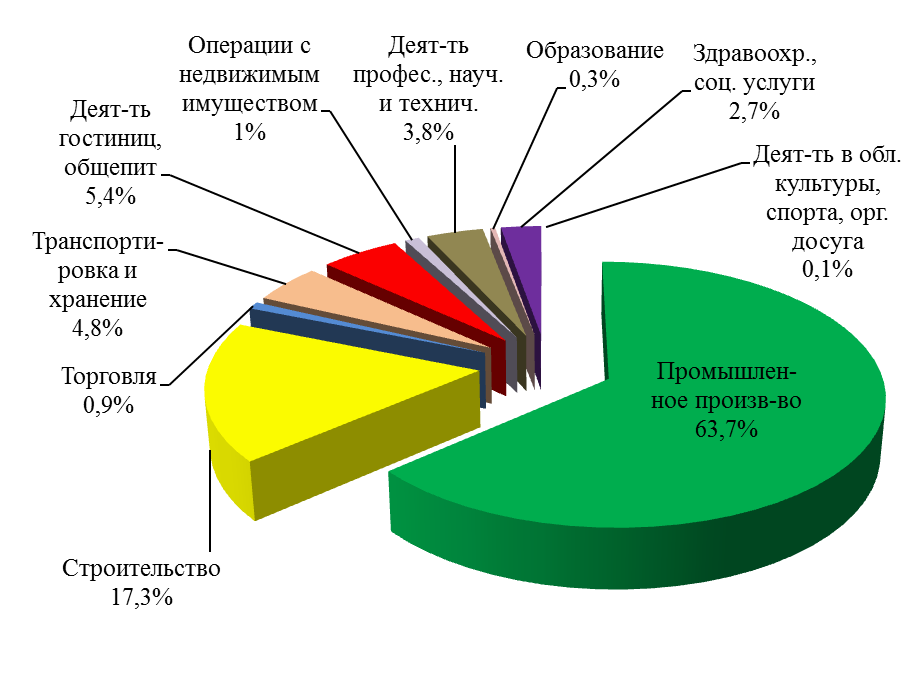 Операции с
недвижимым
имуществом
1%
Деят-ть
профес., науч.
и технич.
3,8%
Образование
0,3%
Здравоохр.,
соц. услуги
2,7%
Деят-ть
гостиниц,
общепит
5,4%
Деят-ть в обл.
культуры,
спорта, орг.
досуга
0,1%
Транспорти-
ровка и
хранение
4,8%
Торговля
0,9%
Промышлен-
ное произв-во
63,7%
Строительство
17,3%